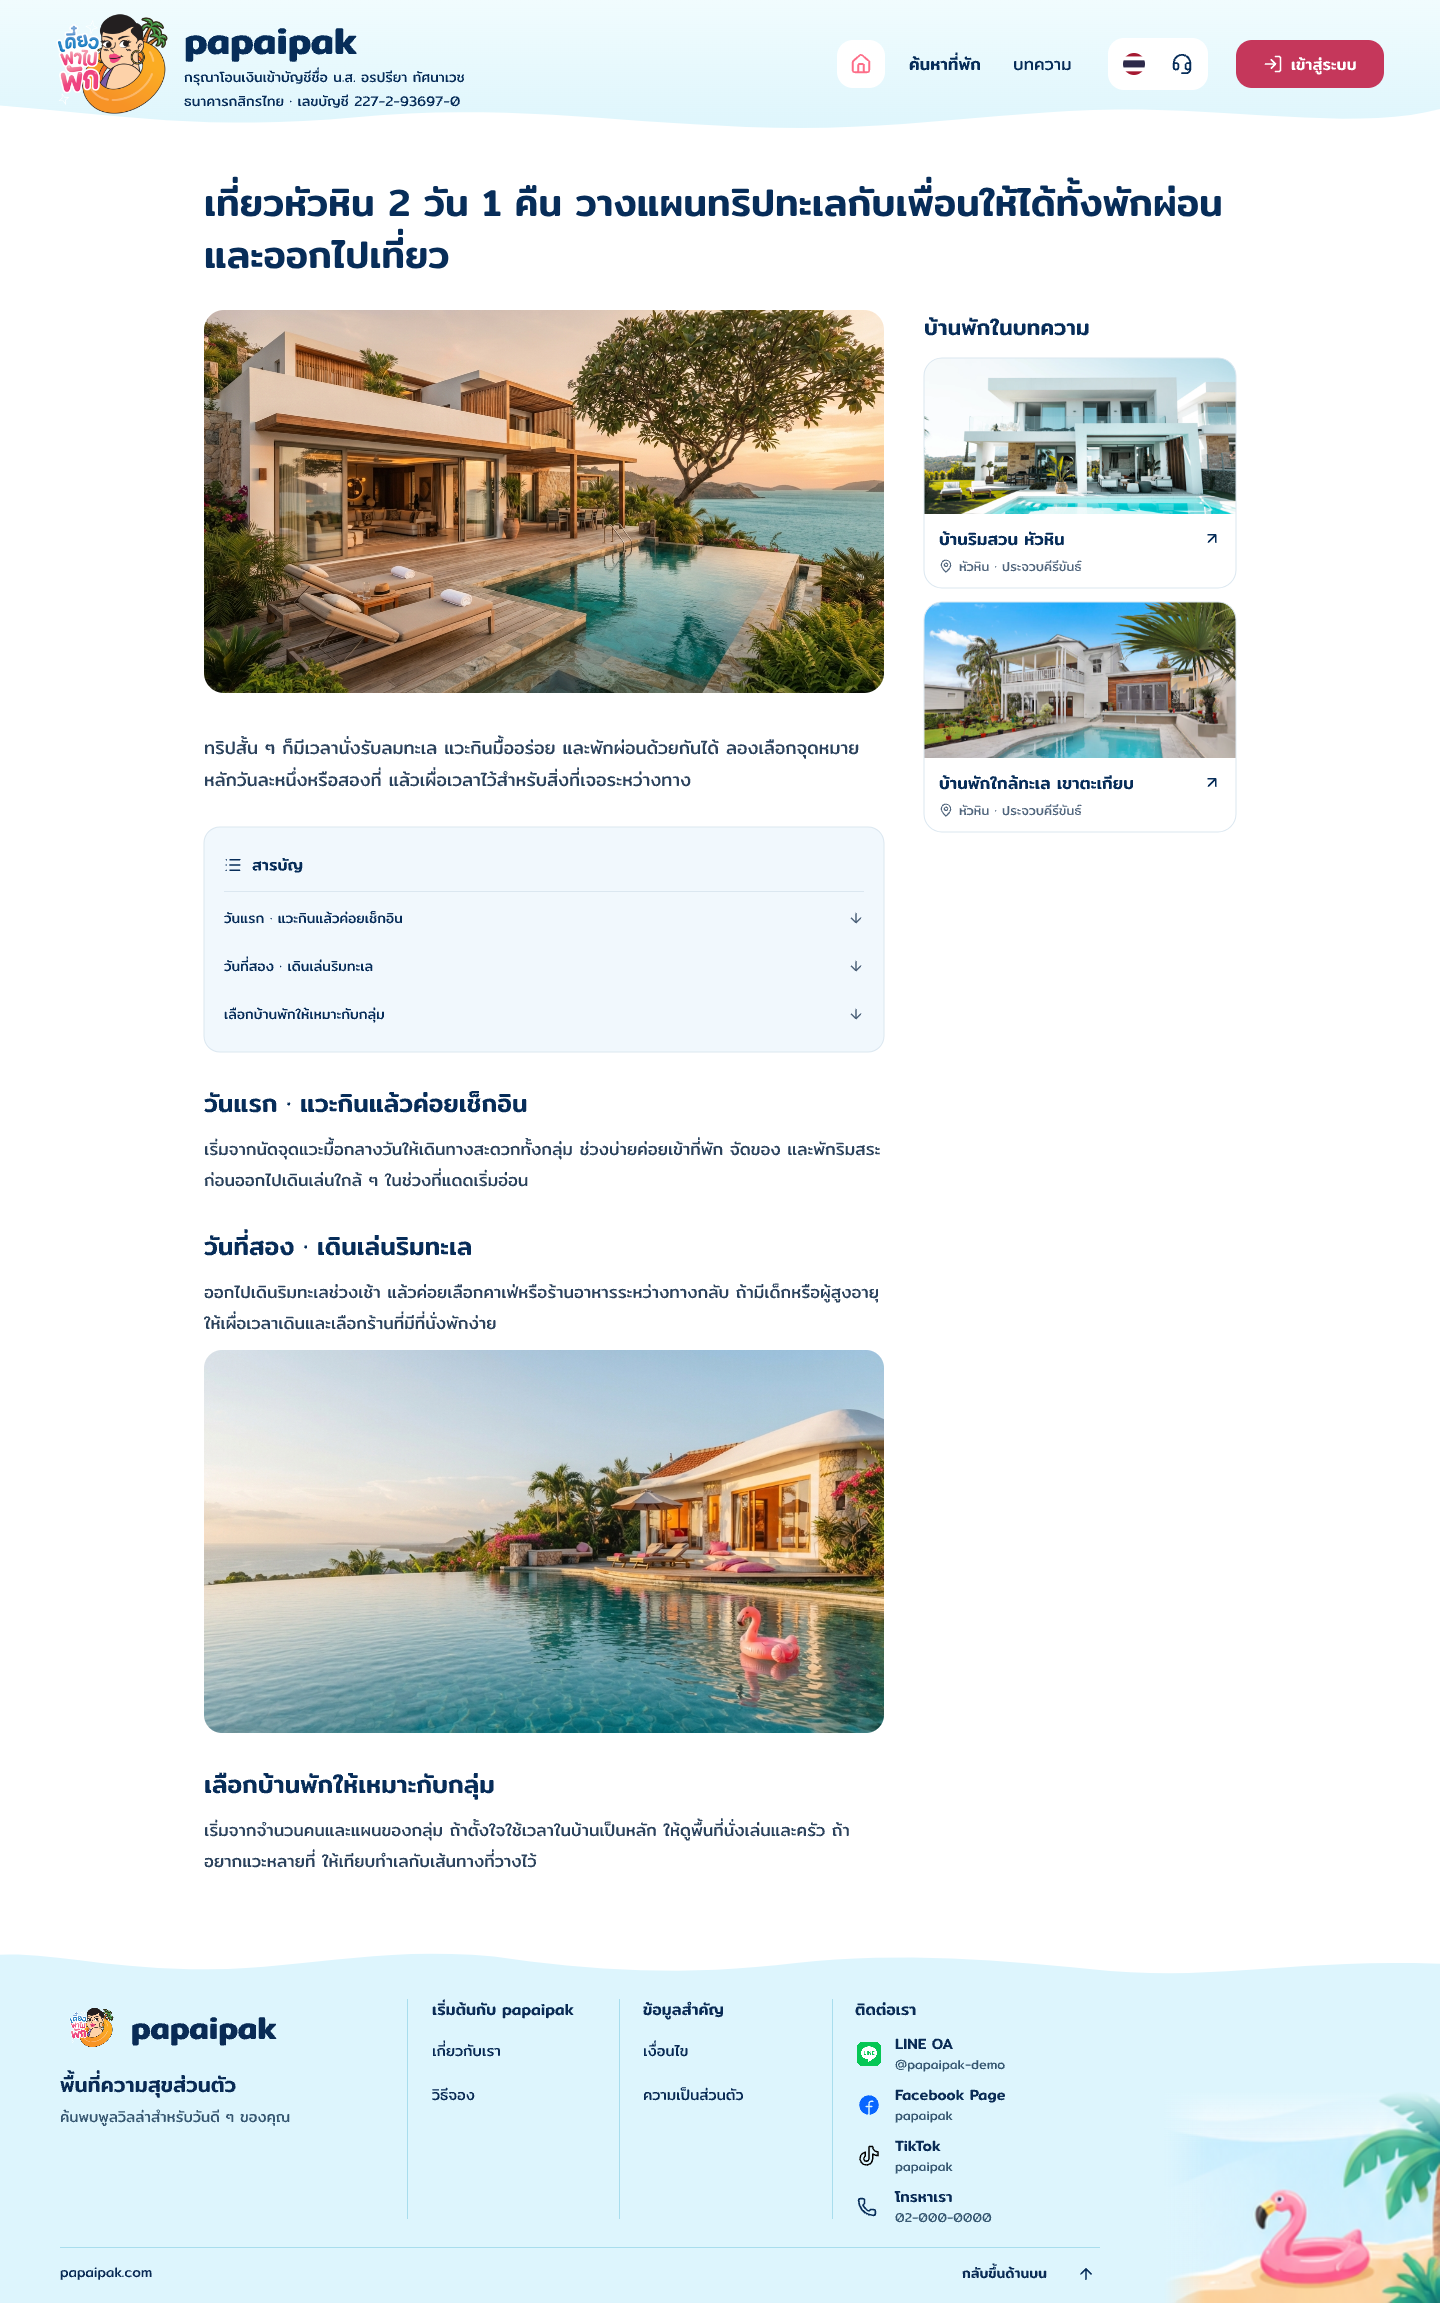 เดี๋ยว
พาไป
พัก
papaipak
กรุณาโอนเงินเข้าบัญชีชื่อ น.ส. อรปรียา ทัศนาเวช
ธนาคารกสิกรไทย · เลขบัญชี 227-2-93697-0
ค้นหาที่พัก
บทความ
เข้าสู่ระบบ
เที่ยวหัวหิน 2 วัน 1 คืน วางแผนทริปทะเลกับเพื่อนให้ได้ทั้งพักผ่อน
และออกไปเที่ยว
บ้านพักในบทความ
บ้านริมสวน หัวหิน
หัวหิน · ประจวบคีรีขันธ์
บ้านพักใกล้ทะเล เขาตะเกียบ
หัวหิน · ประจวบคีรีขันธ์
ทริปสั้น ๆ ก็มีเวลานั่งรับลมทะเล แวะกินมื้ออร่อย และพักผ่อนด้วยกันได้ ลองเลือกจุดหมาย
หลักวันละหนึ่งหรือสองที่ แล้วเผื่อเวลาไว้สำหรับสิ่งที่เจอระหว่างทาง
สารบัญ
วันแรก · แวะกินแล้วค่อยเช็กอิน
วันที่สอง · เดินเล่นริมทะเล
เลือกบ้านพักให้เหมาะกับกลุ่ม
วันแรก · แวะกินแล้วค่อยเช็กอิน
เริ่มจากนัดจุดแวะมื้อกลางวันให้เดินทางสะดวกทั้งกลุ่ม ช่วงบ่ายค่อยเข้าที่พัก จัดของ และพักริมสระ
ก่อนออกไปเดินเล่นใกล้ ๆ ในช่วงที่แดดเริ่มอ่อน
วันที่สอง · เดินเล่นริมทะเล
ออกไปเดินริมทะเลช่วงเช้า แล้วค่อยเลือกคาเฟ่หรือร้านอาหารระหว่างทางกลับ ถ้ามีเด็กหรือผู้สูงอายุ
ให้เผื่อเวลาเดินและเลือกร้านที่มีที่นั่งพักง่าย
เลือกบ้านพักให้เหมาะกับกลุ่ม
เริ่มจากจำนวนคนและแผนของกลุ่ม ถ้าตั้งใจใช้เวลาในบ้านเป็นหลัก ให้ดูพื้นที่นั่งเล่นและครัว ถ้า
อยากแวะหลายที่ ให้เทียบทำเลกับเส้นทางที่วางไว้
เดี๋ยว
พาไป
พัก
papaipak
พื้นที่ความสุขส่วนตัว
ค้นพบพูลวิลล่าสำหรับวันดี ๆ ของคุณ
เริ่มต้นกับ papaipak
เกี่ยวกับเรา
วิธีจอง
ข้อมูลสำคัญ
เงื่อนไข
ความเป็นส่วนตัว
ติดต่อเรา
LINE
LINE OA
@papaipak-demo
Facebook Page
papaipak
TikTok
papaipak
โทรหาเรา
02-000-0000
papaipak.com
กลับขึ้นด้านบน